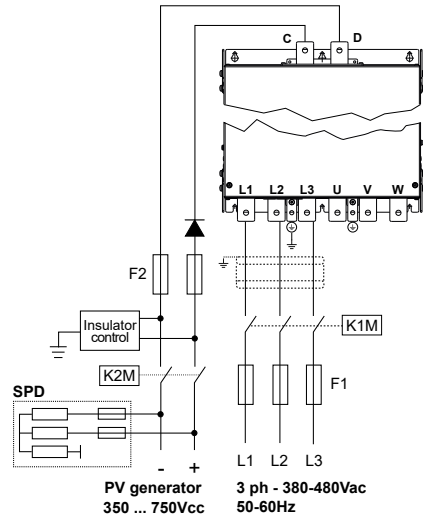 C D
L1 L2 L3 U V W
F2
Insulator
control
K1M
K2M
F1
SPD
- + L1 L2 L3
PV generator
350 ... 750Vcc
3 ph - 380-480Vac
50-60Hz